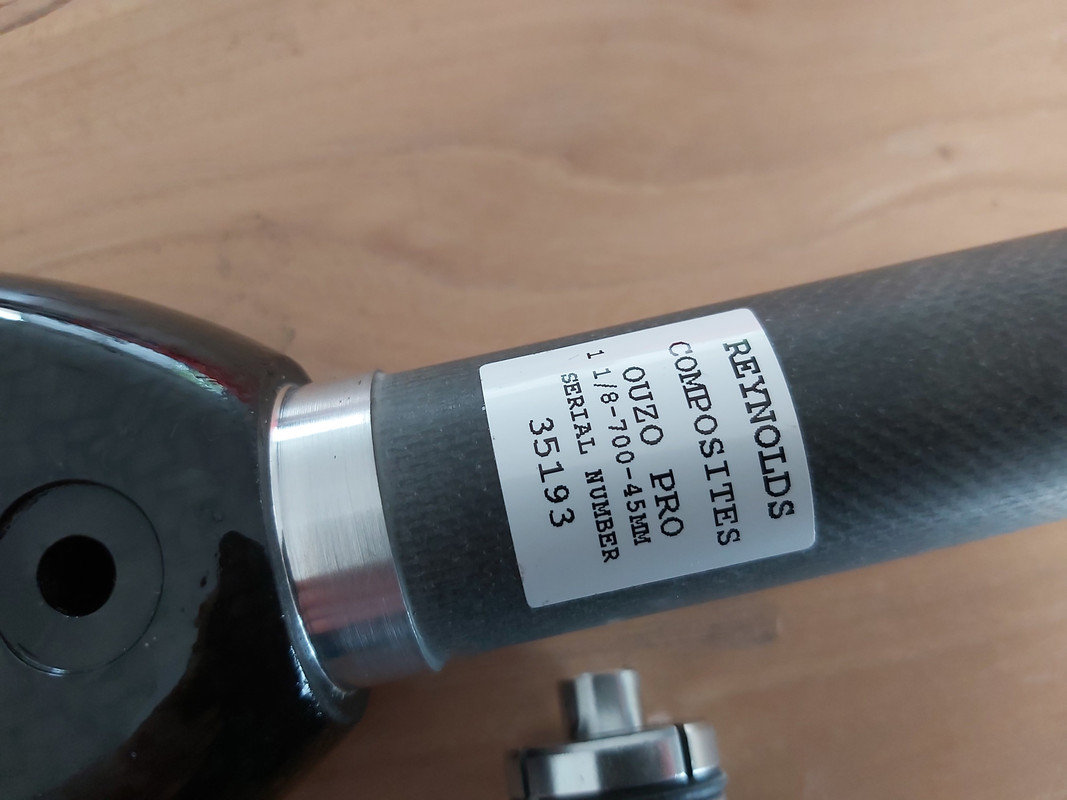 REYNOLDS
COMPOSITES
OUZO PRO
1 1/8-700-45MM
SERIAL NUMBER
35193